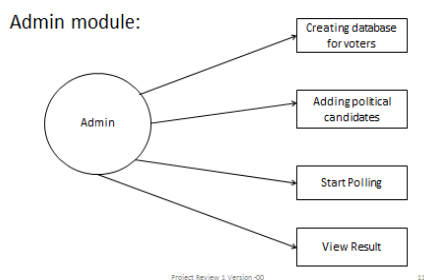 Admin module:
Creating database
for voters
Adding political
candidates
Admin
Start Polling
View Result
Project Review 1 Version -00
11